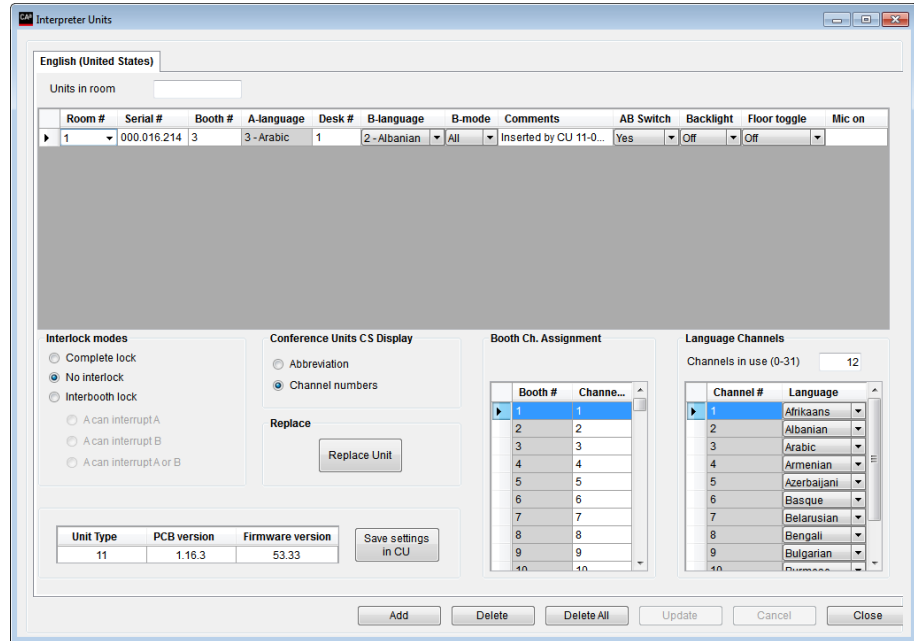 CA² Interpreter Units
English (United States)
Units in room
Room # Serial # Booth # A-language Desk # B-language B-mode Comments AB Switch Backlight Floor toggle Mic on
1 000.016.214 3 3 - Arabic 1 2 - Albanian All Inserted by CU 11-0... Yes Off Off
Interlock modes
Complete lock
No interlock
Interbooth lock
A can interrupt A
A can interrupt B
A can interrupt A or B
Conference Units CS Display
Abbreviation
Channel numbers
Replace
Replace Unit
Unit Type PCB version Firmware version
11 1.16.3 53.33
Save settings
in CU
Booth Ch. Assignment
Booth # Channe...
1 1
2 2
3 3
4 4
5 5
6 6
7 7
8 8
9 9
10 10
Language Channels
Channels in use (0-31) 12
Channel # Language
1 Afrikaans
2 Albanian
3 Arabic
4 Armenian
5 Azerbaijani
6 Basque
7 Belarusian
8 Bengali
9 Bulgarian
10 Burmese
Add Delete Delete All Update Cancel Close